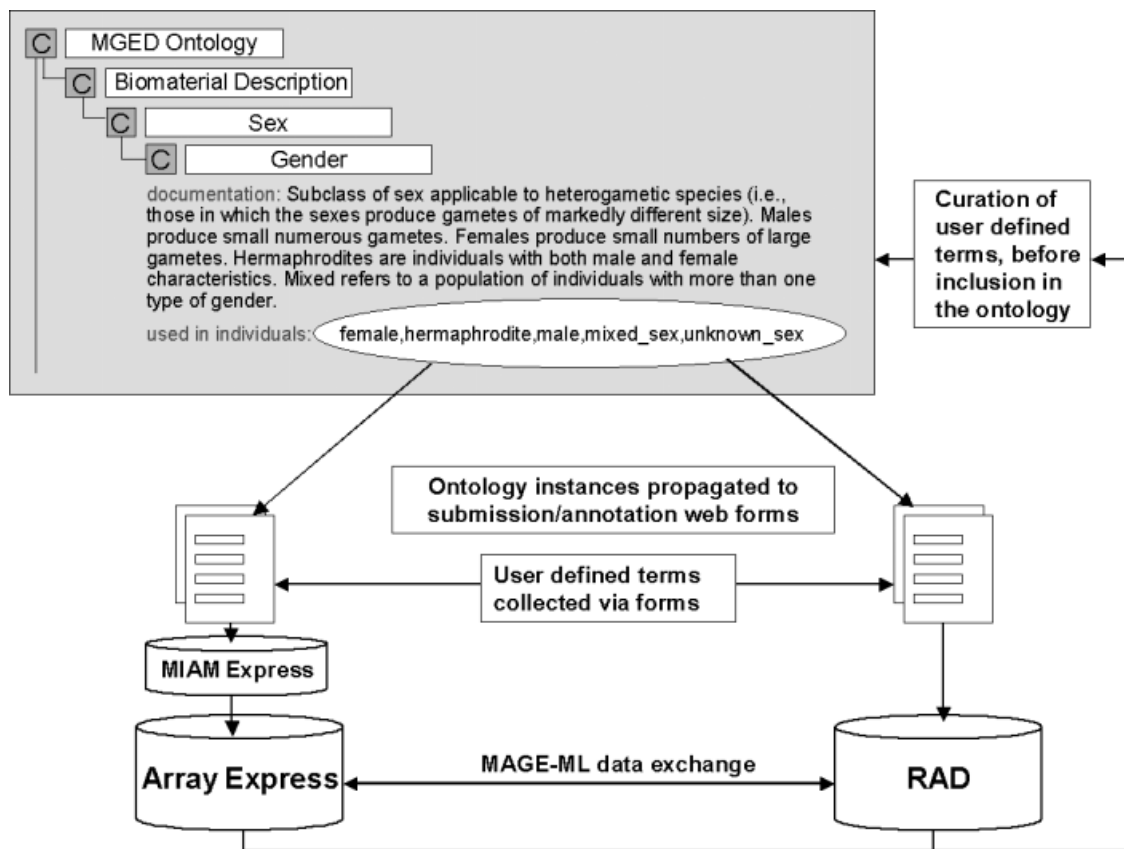 C MGED Ontology
C Biomaterial Description
C Sex
C Gender
documentation: Subclass of sex applicable to heterogametic species (i.e.,
those in which the sexes produce gametes of markedly different size). Males
produce small numerous gametes. Females produce small numbers of large
gametes. Hermaphrodites are individuals with both male and female
characteristics. Mixed refers to a population of individuals with more than one
type of gender.
used in individuals: female,hermaphrodite,male,mixed_sex,unknown_sex
Curation of
user defined
terms, before
inclusion in
the ontology
Ontology instances propagated to
submission/annotation web forms
User defined terms
collected via forms
MIAM Express
Array Express
MAGE-ML data exchange
RAD